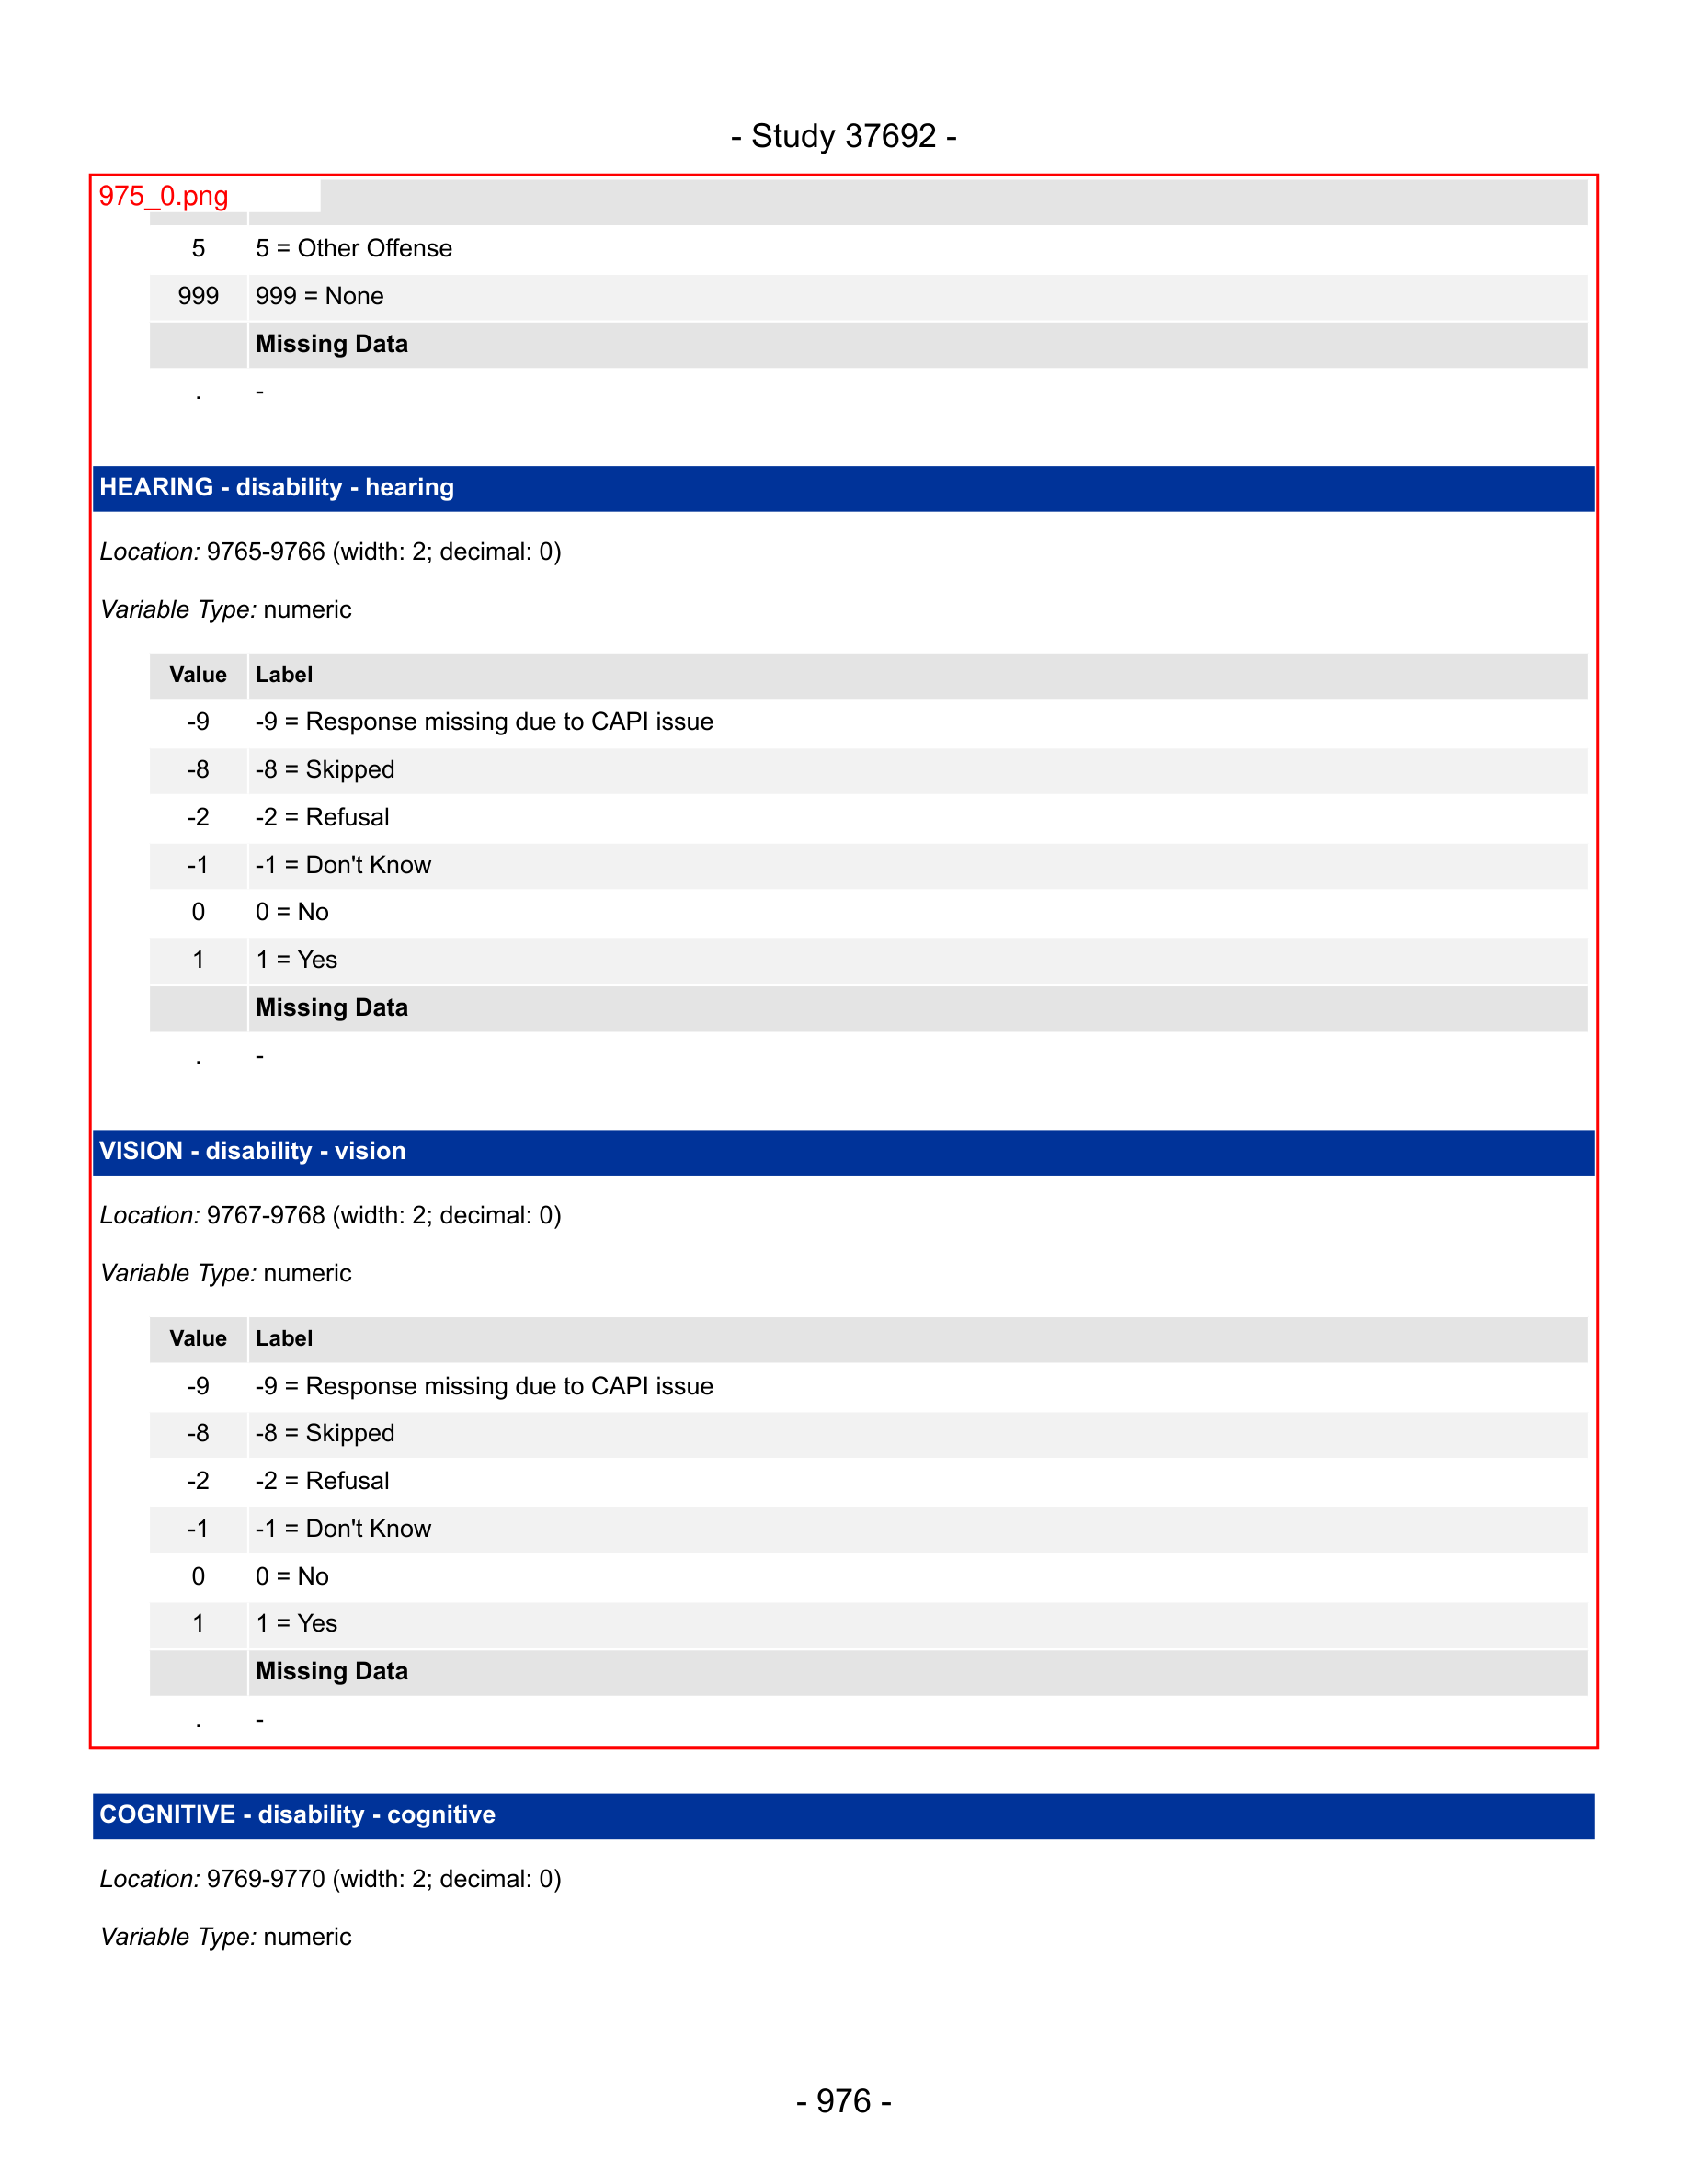 - Study 37692 -
975_0.png
5 5 = Other Offense
999 999 = None
Missing Data
. -
HEARING - disability - hearing
Location: 9765-9766 (width: 2; decimal: 0)
Variable Type: numeric
Value Label
-9 -9 = Response missing due to CAPI issue
-8 -8 = Skipped
-2 -2 = Refusal
-1 -1 = Don't Know
0 0 = No
1 1 = Yes
Missing Data
. -
VISION - disability - vision
Location: 9767-9768 (width: 2; decimal: 0)
Variable Type: numeric
Value Label
-9 -9 = Response missing due to CAPI issue
-8 -8 = Skipped
-2 -2 = Refusal
-1 -1 = Don't Know
0 0 = No
1 1 = Yes
Missing Data
. -
COGNITIVE - disability - cognitive
Location: 9769-9770 (width: 2; decimal: 0)
Variable Type: numeric
- 976 -